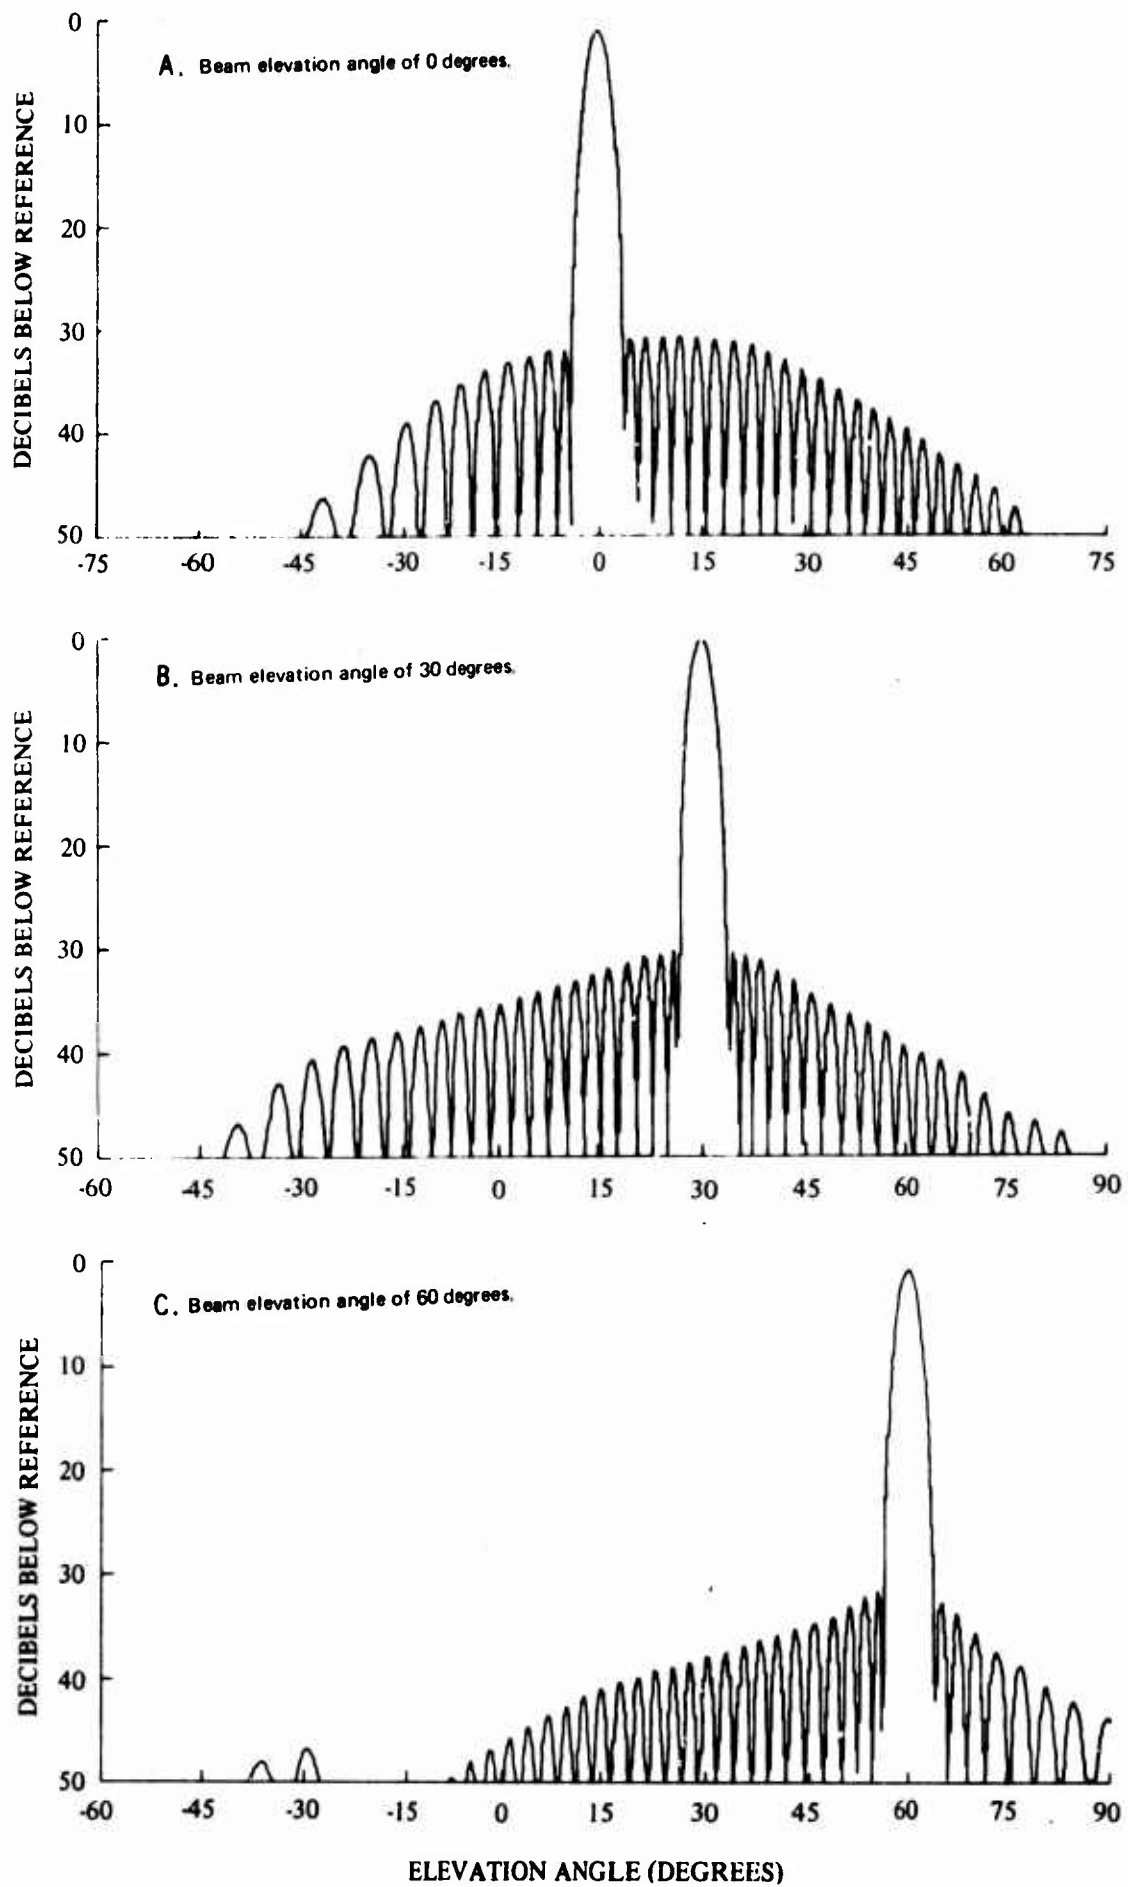 DECIBELS BELOW REFERENCE
0
10
20
30
40
50
A. Beam elevation angle of 0 degrees.
-75 -60 -45 -30 -15 0 15 30 45 60 75
DECIBELS BELOW REFERENCE
0
10
20
30
40
50
B. Beam elevation angle of 30 degrees.
-60 -45 -30 -15 0 15 30 45 60 75 90
DECIBELS BELOW REFERENCE
0
10
20
30
40
50
C. Beam elevation angle of 60 degrees.
-60 -45 -30 -15 0 15 30 45 60 75 90
ELEVATION ANGLE (DEGREES)